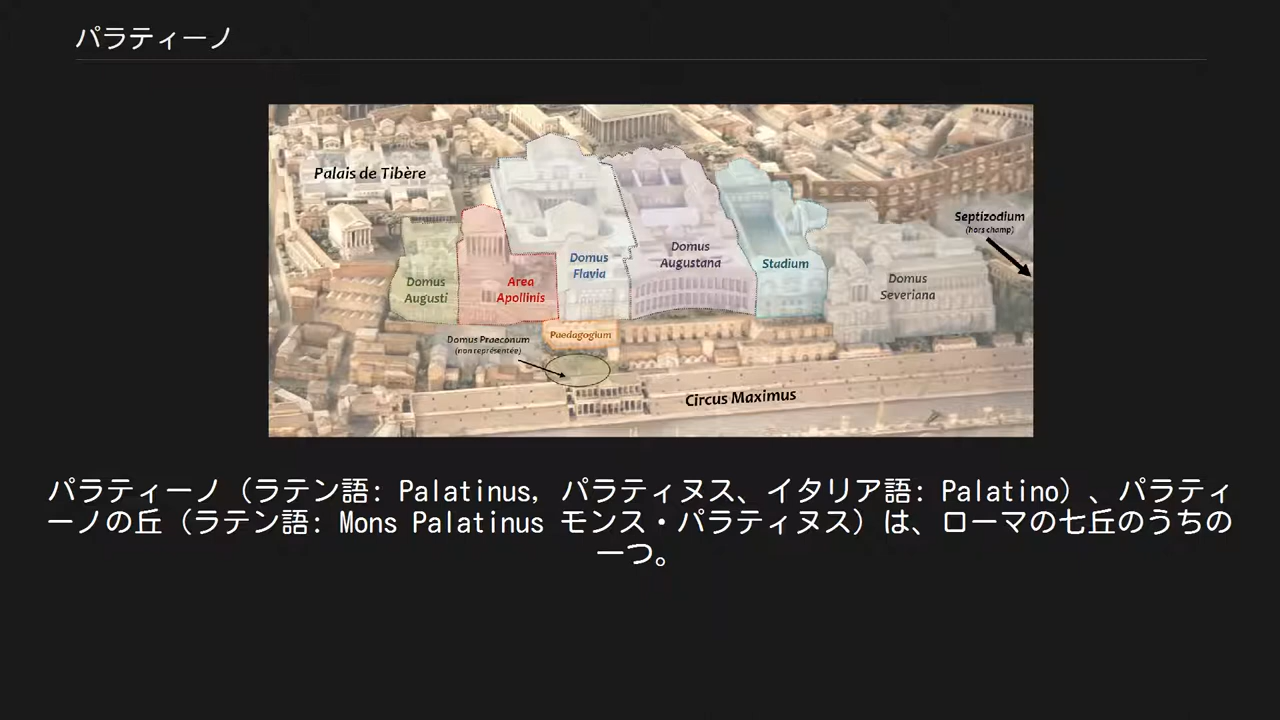 パラティーノ
Palais de Tibère
Septizodium
(hors champ)
Domus
Augustana
Domus
Flavia
Stadium
Domus
Augusti
Area
Apollinis
Domus
Severiana
Paedagogium
Domus Praeconum
(non représentée)
Circus Maximus
パラティーノ（ラテン語: Palatinus, パラティヌス、イタリア語: Palatino）、パラティ
ーノの丘（ラテン語: Mons Palatinus モンス・パラティヌス）は、ローマの七丘のうちの
一つ。